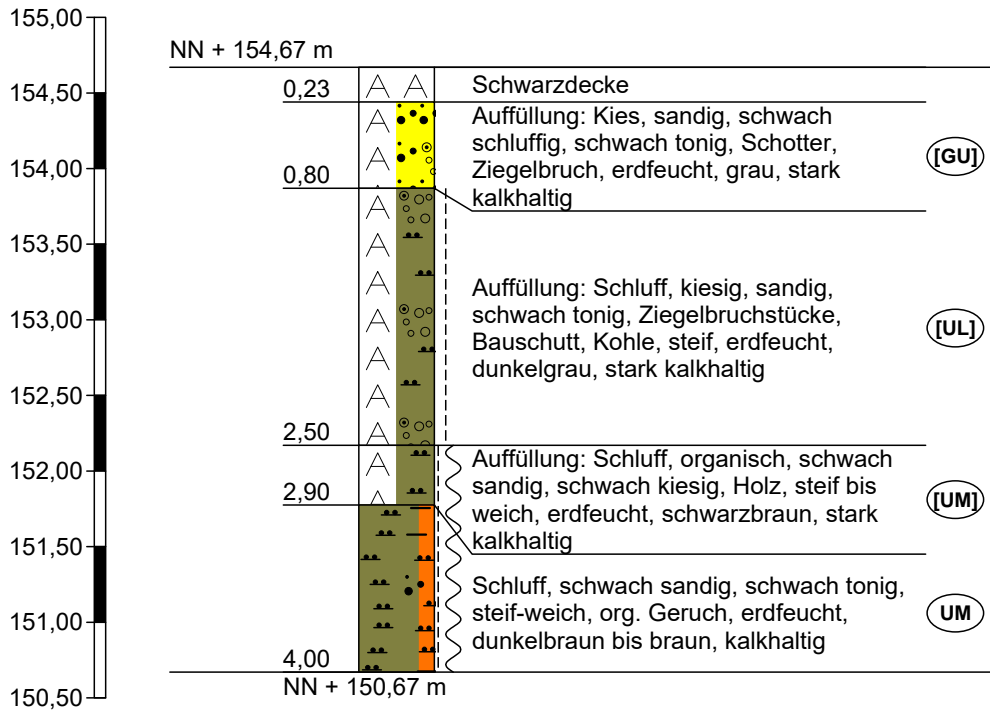 155,00
NN + 154,67 m
0,23
Schwarzdecke
154,50
Auffüllung: Kies, sandig, schwach
schluffig, schwach tonig, Schotter,
Ziegelbruch, erdfeucht, grau, stark
kalkhaltig
[GU]
154,00
0,80
153,50
153,00
Auffüllung: Schluff, kiesig, sandig,
schwach tonig, Ziegelbruchstücke,
Bauschutt, Kohle, steif, erdfeucht,
dunkelgrau, stark kalkhaltig
[UL]
152,50
2,50
152,00
Auffüllung: Schluff, organisch, schwach
sandig, schwach kiesig, Holz, steif bis
weich, erdfeucht, schwarzbraun, stark
kalkhaltig
[UM]
2,90
151,50
151,00
Schluff, schwach sandig, schwach tonig,
steif-weich, org. Geruch, erdfeucht,
dunkelbraun bis braun, kalkhaltig
UM
4,00
NN + 150,67 m
150,50